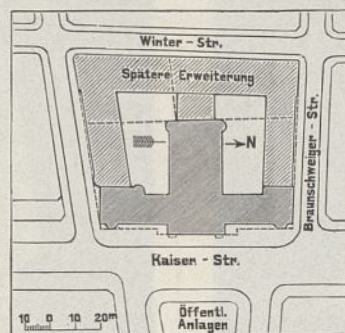 Winter - Str.
Spätere Erweiterung
N
Braunschweiger - Str.
Kaiser - Str.
10 0 10 20m
Öffentl.
Anlagen